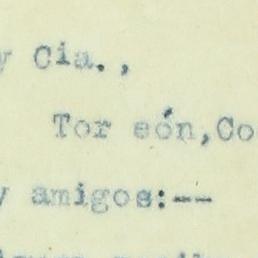 y Cia.,
Tor eón,Co
y amigos:--